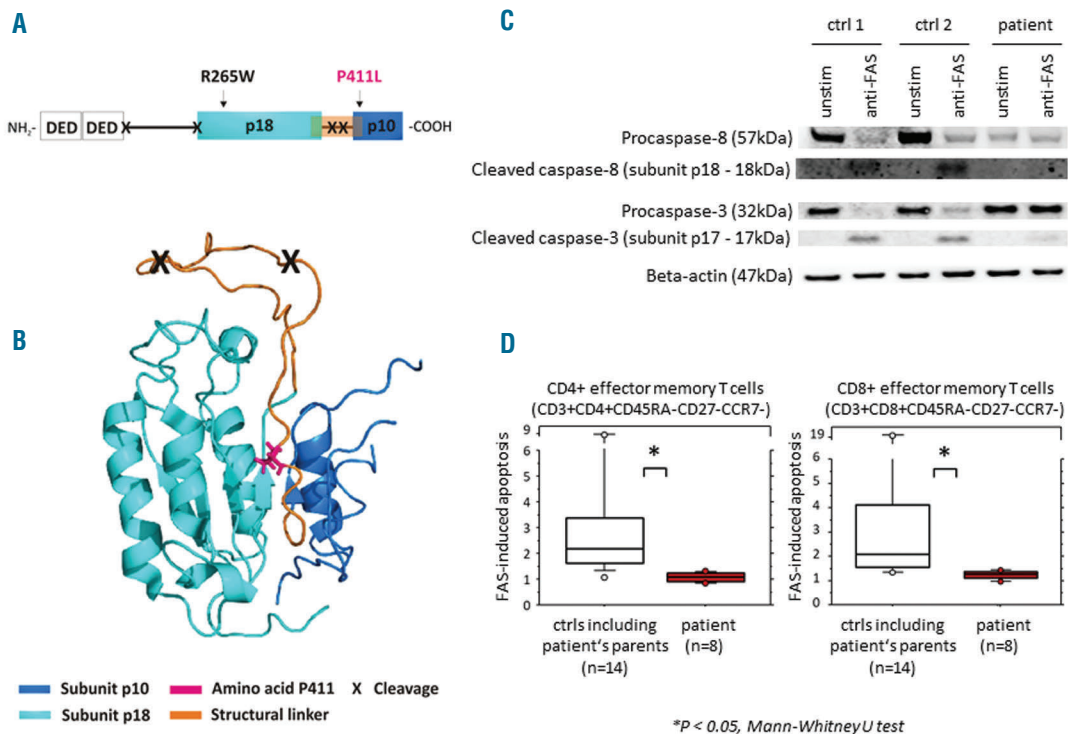 A
R265W
P411L
NH2-
DED
DED
X
X
p18
XX
p10
-COOH
B
X
X
Subunit p10
Amino acid P411
X Cleavage
Subunit p18
Structural linker
C
ctrl 1
ctrl 2
patient
unstim
anti-FAS
unstim
anti-FAS
unstim
anti-FAS
Procaspase-8 (57kDa)
Cleaved caspase-8 (subunit p18 - 18kDa)
Procaspase-3 (32kDa)
Cleaved caspase-3 (subunit p17 - 17kDa)
Beta-actin (47kDa)
D
CD4+ effector memory T cells
(CD3+CD4+CD45RA-CD27-CCR7-)
FAS-induced apoptosis
9
6
5
4
3
2
1
0
*
ctrls including
patient's parents
(n=14)
patient
(n=8)
CD8+ effector memory T cells
(CD3+CD8+CD45RA-CD27-CCR7-)
FAS-induced apoptosis
19
6
5
4
3
2
1
0
*
ctrls including
patient's parents
(n=14)
patient
(n=8)
*P < 0.05, Mann-Whitney U test